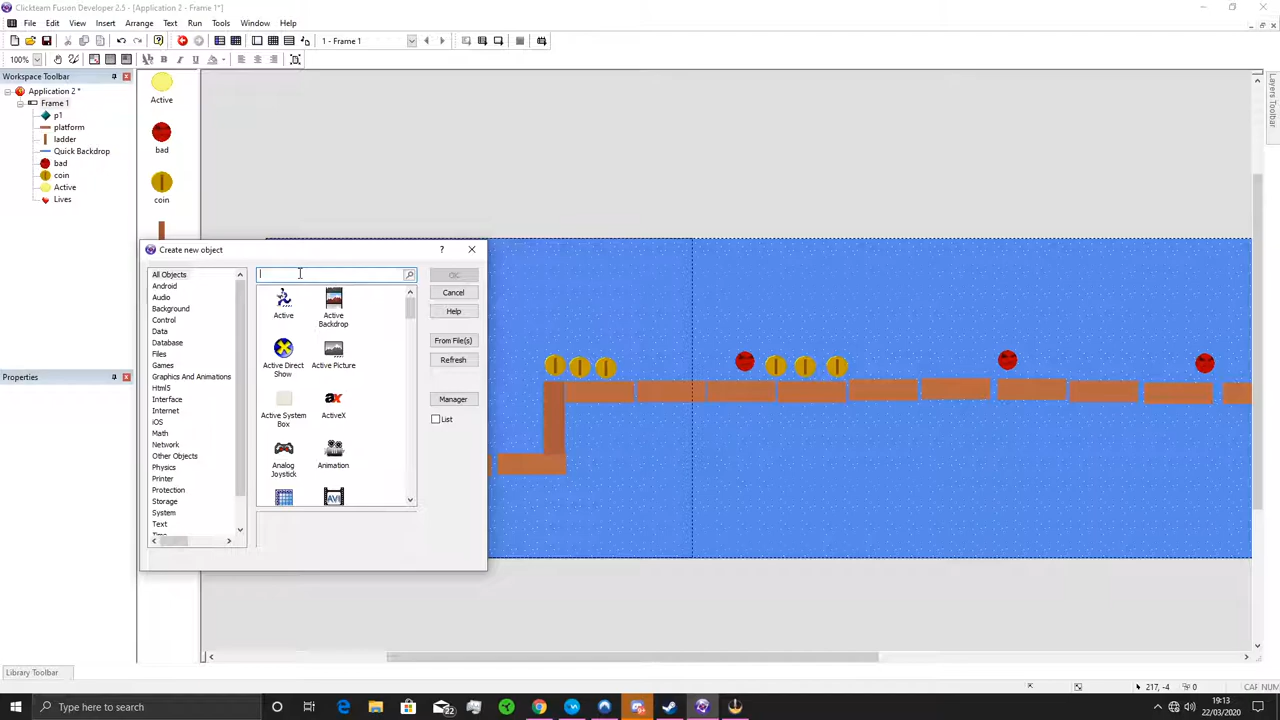 Clickteam Fusion Developer 2.5 - [Application 2 - Frame 1*]
File Edit View Insert Arrange Text Run Tools Window Help
1 - Frame 1
100%
Workspace Toolbar
Application 2 *
Frame 1
p1
platform
ladder
Quick Backdrop
bad
coin
Active
Lives
Properties
Library Toolbar
Active
bad
coin
Layers Toolbar
Create new object
All Objects
Android
Audio
Background
Control
Data
Database
Files
Games
Graphics And Animations
Html5
Interface
Internet
iOS
Math
Network
Other Objects
Physics
Printer
Protection
Storage
System
Text
Active
Active Backdrop
Active Direct Show
Active Picture
Active System Box
ActiveX
Analog Joystick
Animation
AVI
OK
Cancel
Help
From File(s)
Refresh
Manager
List
217, -4
0
CAF NUM
Type here to search
19:13
22/03/2020